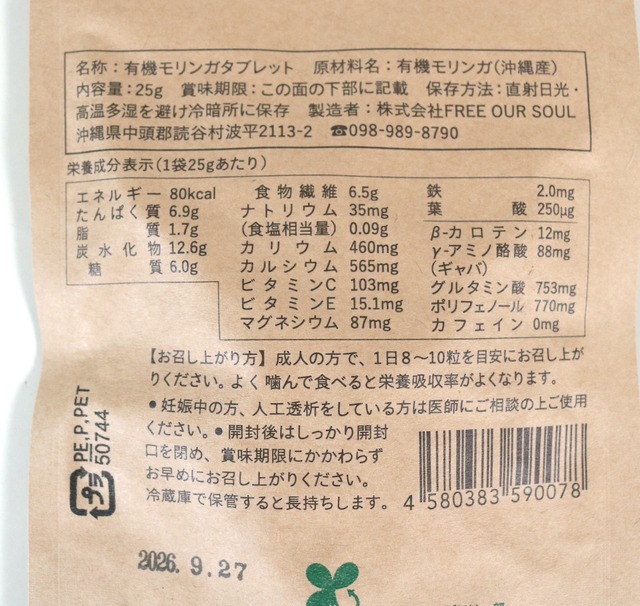 名称：有機モリンガタブレット　原材料名：有機モリンガ(沖縄産)
内容量：25g　賞味期限：この面の下部に記載　保存方法：直射日光・
高温多湿を避け冷暗所に保存　製造者：株式会社FREE OUR SOUL
沖縄県中頭郡読谷村波平2113-2　☎098-989-8790
栄養成分表示(1袋25gあたり)
エネルギー 80kcal
たんぱく質 6.9g
脂質 1.7g
炭水化物 12.6g
糖質 6.0g
食物繊維 6.5g
ナトリウム 35mg
(食塩相当量) 0.09g
カリウム 460mg
カルシウム 565mg
ビタミンC 103mg
ビタミンE 15.1mg
マグネシウム 87mg
鉄 2.0mg
葉酸 250μg
β-カロテン 12mg
γ-アミノ酪酸 88mg
(ギャバ)
グルタミン酸 753mg
ポリフェノール 770mg
カフェイン 0mg
【お召し上がり方】成人の方で、1日8〜10粒を目安にお召し上が
りください。よく噛んで食べると栄養吸収率がよくなります。
●妊娠中の方、人工透析をしている方は医師にご相談の上ご使用
ください。●開封後はしっかり開封
口を閉め、賞味期限にかかわらず
お早めにお召し上がりください。
冷蔵庫で保管すると長持ちします。
4 580383 590078
プラ
PE,P,PET
50744
2026. 9.27